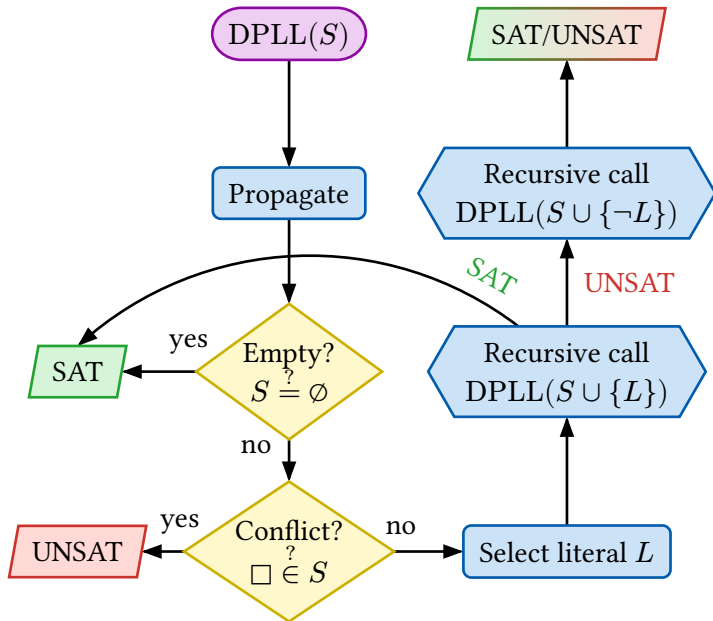 DPLL(S)
SAT/UNSAT
Propagate
Recursive call
DPLL(S ∪ {¬L})
SAT
UNSAT
yes
SAT
Empty?
S ≟ ∅
Recursive call
DPLL(S ∪ {L})
no
yes
UNSAT
Conflict?
?
□ ∈ S
no
Select literal L